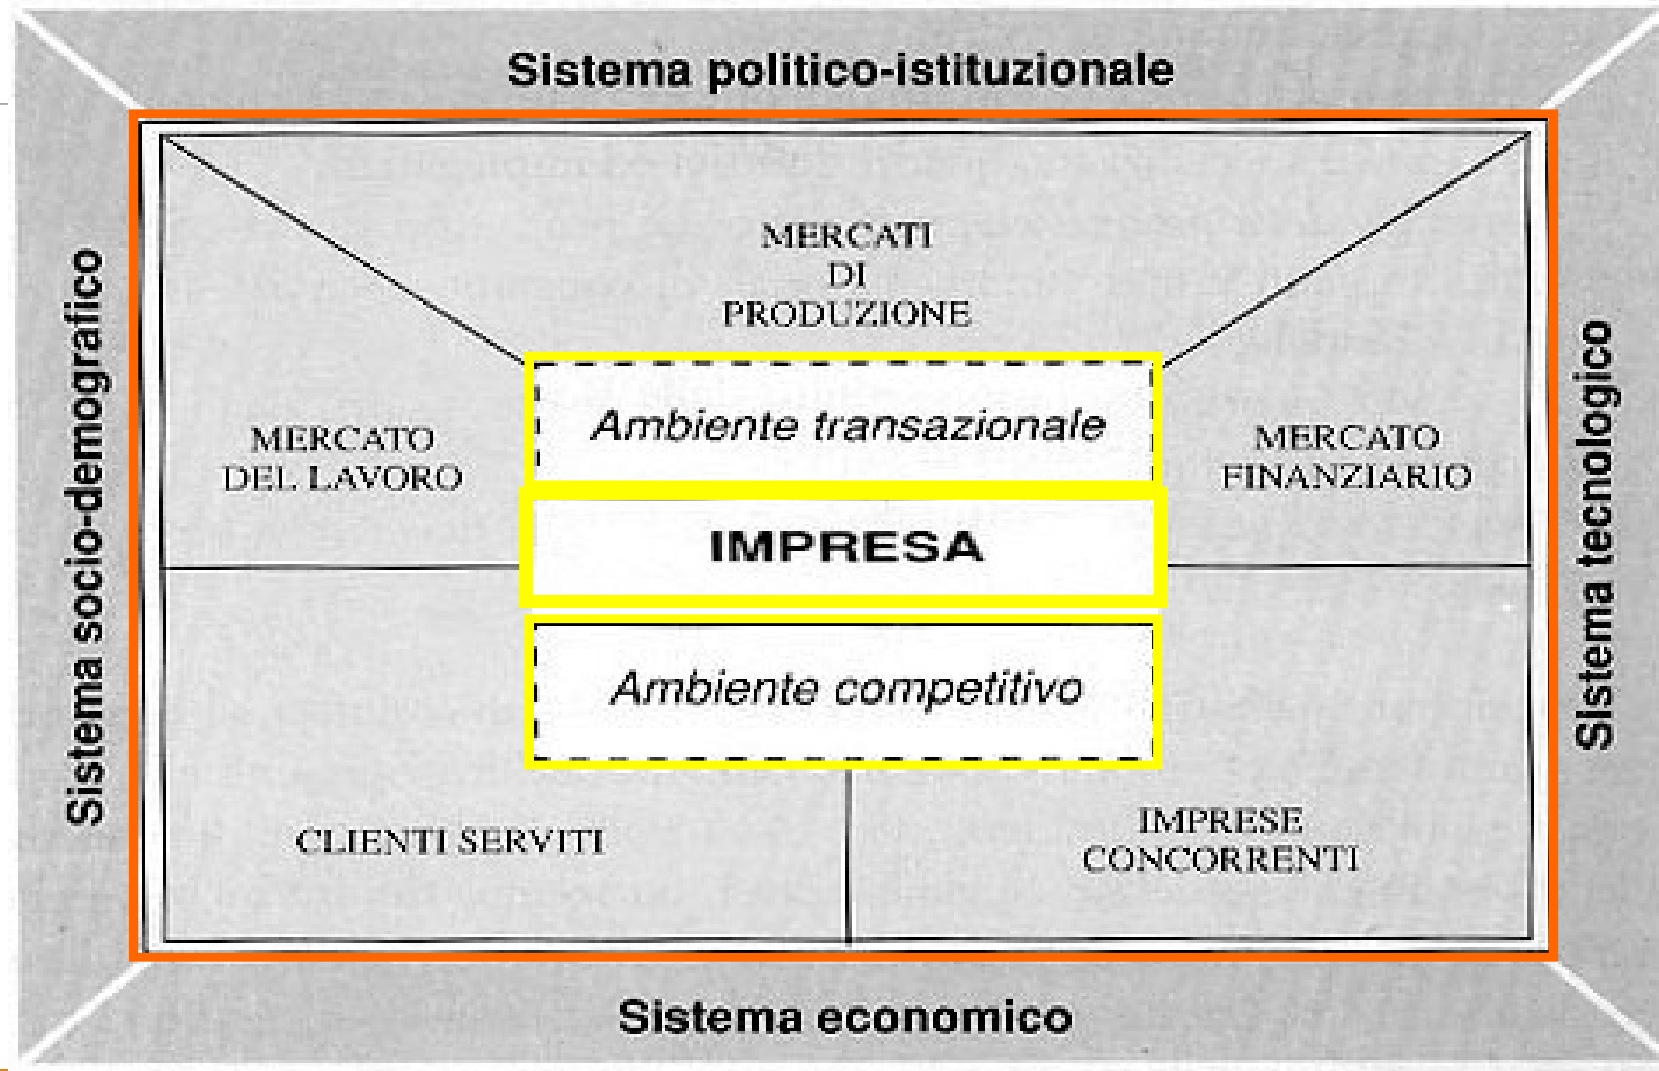 Sistema politico-istituzionale
MERCATI
DI
PRODUZIONE
Sistema socio-demografico
MERCATO
DEL LAVORO
Ambiente transazionale
MERCATO
FINANZIARIO
Sistema tecnologico
IMPRESA
Ambiente competitivo
CLIENTI SERVITI
IMPRESE
CONCORRENTI
Sistema economico